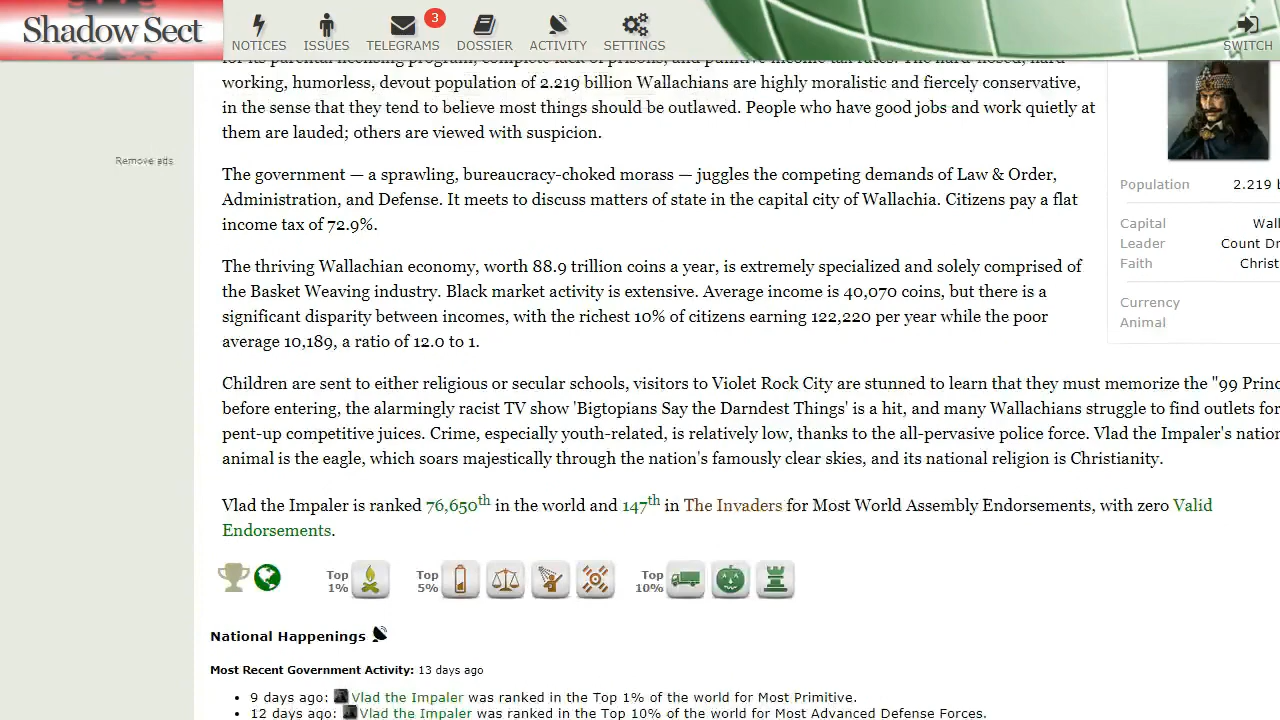 Shadow Sect
3
NOTICES ISSUES TELEGRAMS DOSSIER ACTIVITY SETTINGS SWITCH
for its parental licensing program, complete lack of prisons, and punitive income tax rates. The hard-nosed, hard-
working, humorless, devout population of 2.219 billion Wallachians are highly moralistic and fiercely conservative,
in the sense that they tend to believe most things should be outlawed. People who have good jobs and work quietly at
them are lauded; others are viewed with suspicion.
Remove ads
The government — a sprawling, bureaucracy-choked morass — juggles the competing demands of Law & Order,
Administration, and Defense. It meets to discuss matters of state in the capital city of Wallachia. Citizens pay a flat
income tax of 72.9%.
Population 2.219 b
Capital Wall
Leader Count Dr
Faith Christ
Currency
Animal
The thriving Wallachian economy, worth 88.9 trillion coins a year, is extremely specialized and solely comprised of
the Basket Weaving industry. Black market activity is extensive. Average income is 40,070 coins, but there is a
significant disparity between incomes, with the richest 10% of citizens earning 122,220 per year while the poor
average 10,189, a ratio of 12.0 to 1.
Children are sent to either religious or secular schools, visitors to Violet Rock City are stunned to learn that they must memorize the "99 Princ
before entering, the alarmingly racist TV show 'Bigtopians Say the Darndest Things' is a hit, and many Wallachians struggle to find outlets for
pent-up competitive juices. Crime, especially youth-related, is relatively low, thanks to the all-pervasive police force. Vlad the Impaler's nation
animal is the eagle, which soars majestically through the nation's famously clear skies, and its national religion is Christianity.
Vlad the Impaler is ranked 76,650th in the world and 147th in The Invaders for Most World Assembly Endorsements, with zero Valid
Endorsements.
Top 1% Top 5% Top 10%
National Happenings
Most Recent Government Activity: 13 days ago
• 9 days ago: Vlad the Impaler was ranked in the Top 1% of the world for Most Primitive.
• 12 days ago: Vlad the Impaler was ranked in the Top 10% of the world for Most Advanced Defense Forces.